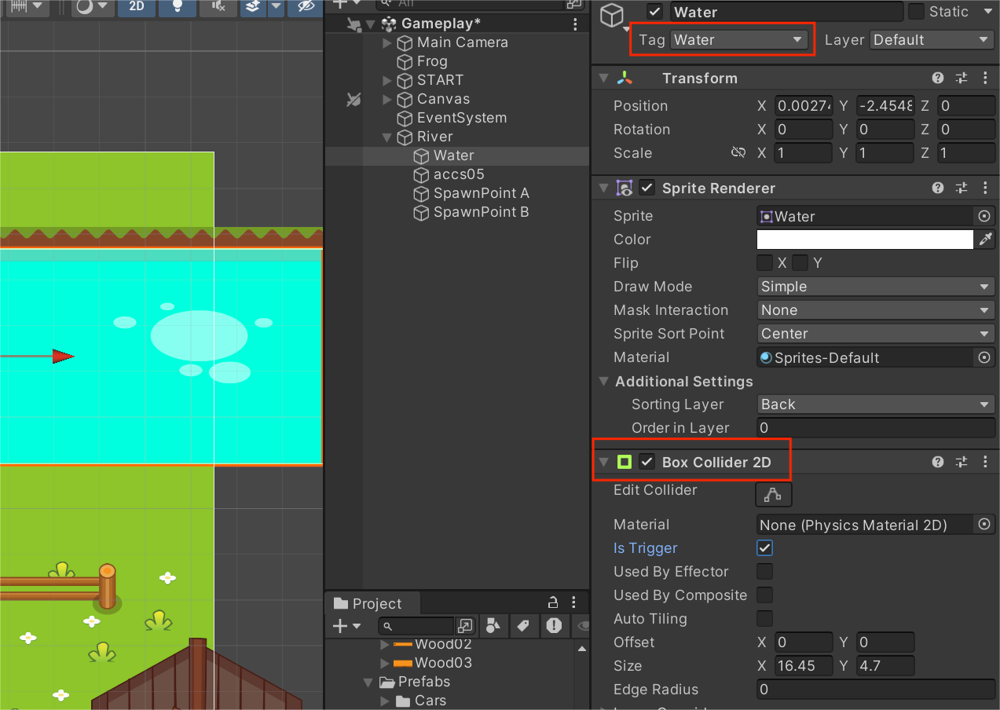 2D
All
Gameplay*
Main Camera
Frog
START
Canvas
EventSystem
River
Water
accs05
SpawnPoint A
SpawnPoint B
Project
Wood02
Wood03
Prefabs
Cars
Water
Static
Tag Water
Layer Default
Transform
Position X 0.00274 Y -2.4548 Z 0
Rotation X 0 Y 0 Z 0
Scale X 1 Y 1 Z 1
Sprite Renderer
Sprite Water
Color
Flip X Y
Draw Mode Simple
Mask Interaction None
Sprite Sort Point Center
Material Sprites-Default
Additional Settings
Sorting Layer Back
Order in Layer 0
Box Collider 2D
Edit Collider
Material None (Physics Material 2D)
Is Trigger
Used By Effector
Used By Composite
Auto Tiling
Offset X 0 Y 0
Size X 16.45 Y 4.7
Edge Radius 0